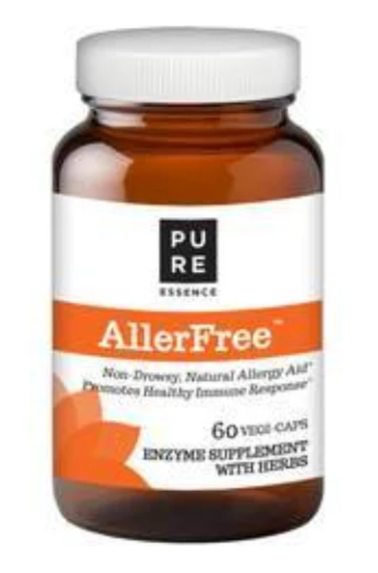 PU
RE
ESSENCE
AllerFree™
Non-Drowsy, Natural Allergy Aid*
Promotes Healthy Immune Response*
60 VEGI-CAPS
ENZYME SUPPLEMENT
WITH HERBS